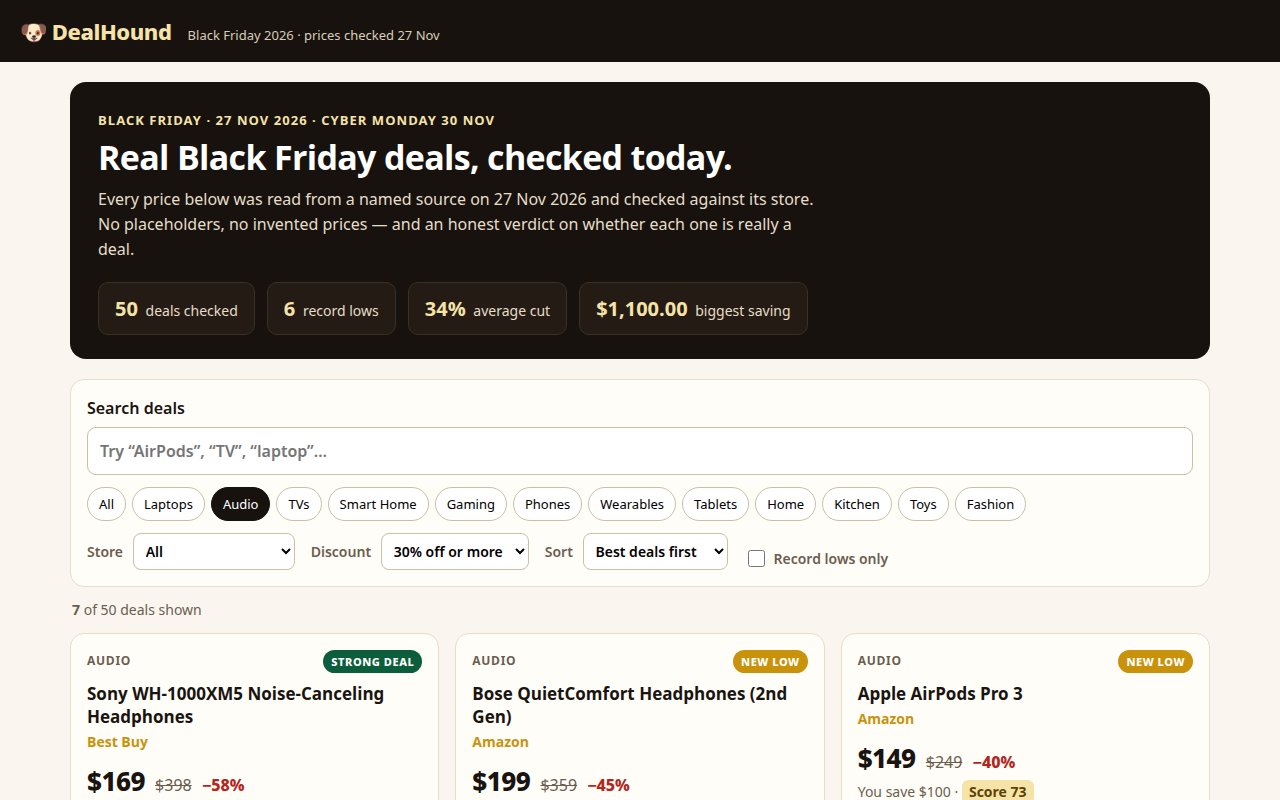 DealHound Black Friday 2026 · prices checked 27 Nov
BLACK FRIDAY · 27 NOV 2026 · CYBER MONDAY 30 NOV
Real Black Friday deals, checked today.
Every price below was read from a named source on 27 Nov 2026 and checked against its store.
No placeholders, no invented prices — and an honest verdict on whether each one is really a
deal.
50 deals checked 6 record lows 34% average cut $1,100.00 biggest saving
Search deals
Try “AirPods”, “TV”, “laptop”…
All Laptops Audio TVs Smart Home Gaming Phones Wearables Tablets Home Kitchen Toys Fashion
Store All Discount 30% off or more Sort Best deals first Record lows only
7 of 50 deals shown
AUDIO STRONG DEAL
Sony WH-1000XM5 Noise-Canceling
Headphones
Best Buy
$169 $398 −58%
AUDIO NEW LOW
Bose QuietComfort Headphones (2nd
Gen)
Amazon
$199 $359 −45%
AUDIO NEW LOW
Apple AirPods Pro 3
Amazon
$149 $249 −40%
You save $100 · Score 73